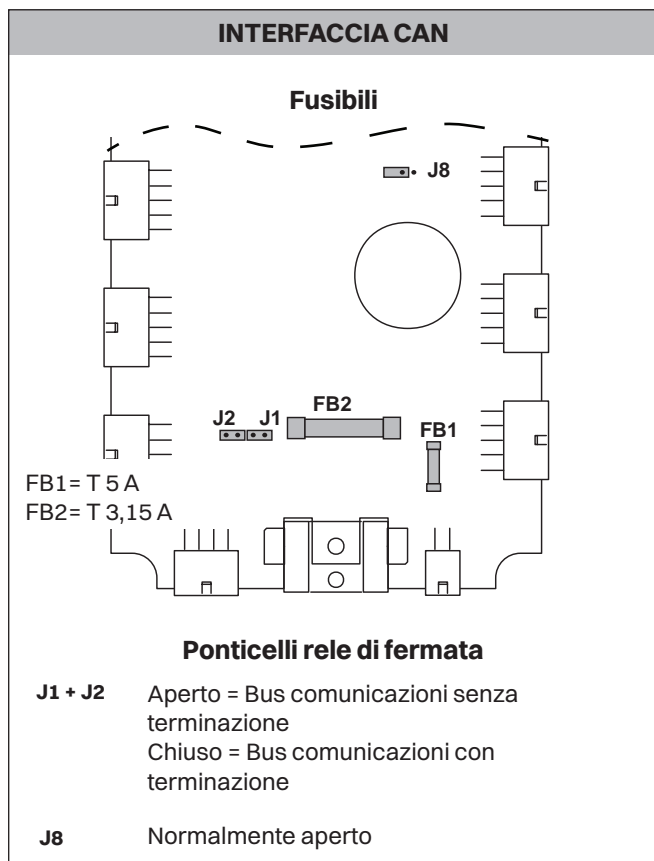 INTERFACCIA CAN
Fusibili
J8
J2 J1 FB2
FB1
FB1= T 5 A
FB2= T 3,15 A
Ponticelli rele di fermata
J1 + J2 Aperto = Bus comunicazioni senza
terminazione
Chiuso = Bus comunicazioni con
terminazione
J8 Normalmente aperto